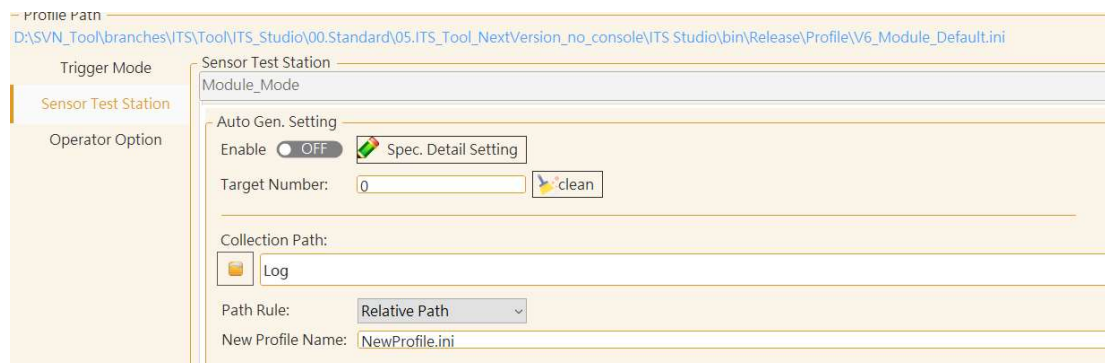 Profile Path
D:\SVN_Tool\branches\ITS\Tool\ITS_Studio\00.Standard\05.ITS_Tool_NextVersion_no_console\ITS Studio\bin\Release\Profile\V6_Module_Default.ini
Trigger Mode
Sensor Test Station
Operator Option
Sensor Test Station
Module_Mode
Auto Gen. Setting
Enable OFF Spec. Detail Setting
Target Number: 0 clean
Collection Path:
Log
Path Rule: Relative Path
New Profile Name: NewProfile.ini